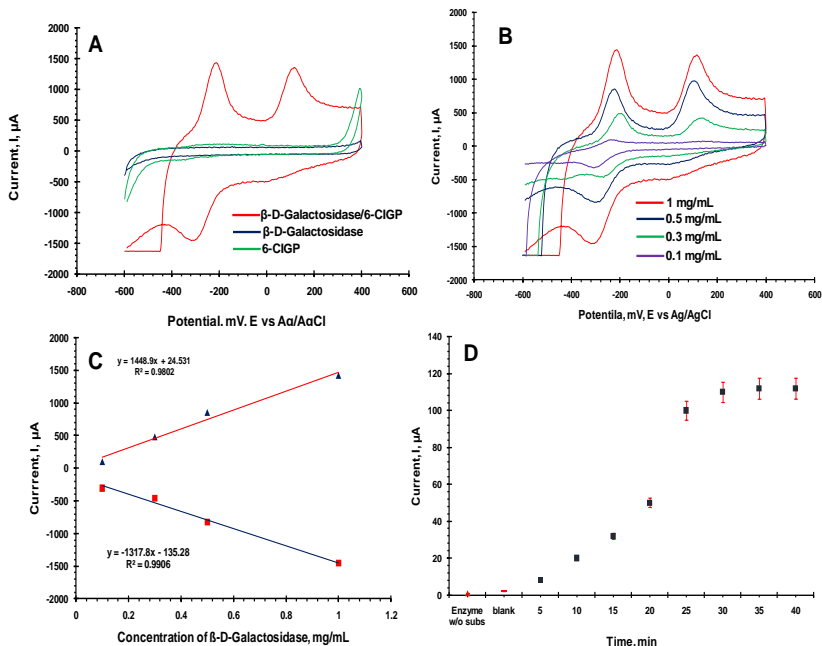 A
2000
1500
1000
500
0
-500
-1000
-1500
-2000
-800 -600 -400 -200 0 200 400 600
Current, I, µA
Potential, mV, E vs Ag/AgCl
β-D-Galactosidase/6-ClGP
β-D-Galactosidase
6-ClGP
B
2000
1500
1000
500
0
-500
-1000
-1500
-2000
-800 -600 -400 -200 0 200 400 600
Current, I, µA
Potentila, mV, E vs Ag/AgCl
1 mg/mL
0.5 mg/mL
0.3 mg/mL
0.1 mg/mL
C
y = 1448.9x + 24.531
R² = 0.9802
2000
1500
1000
500
0
-500
-1000
-1500
-2000
y = -1317.8x - 135.28
R² = 0.9906
0 0.2 0.4 0.6 0.8 1 1.2
Currrent, I, µA
Concentration of ß-D-Galactosidase, mg/mL
D
140
120
100
80
60
40
20
0
Enzyme blank 5 10 15 20 25 30 35 40
w/o subs
Currrent, I, µA
Time, min